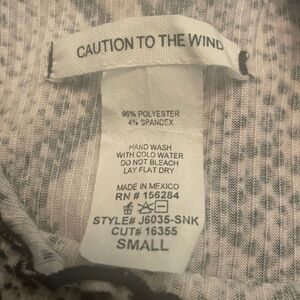 CAUTION TO THE WIND
96% POLYESTER
4% SPANDEX
HAND WASH
WITH COLD WATER
DO NOT BLEACH
LAY FLAT DRY
MADE IN MEXICO
RN # 156284
STYLE# J6035-SNK
CUT# 16355
SMALL